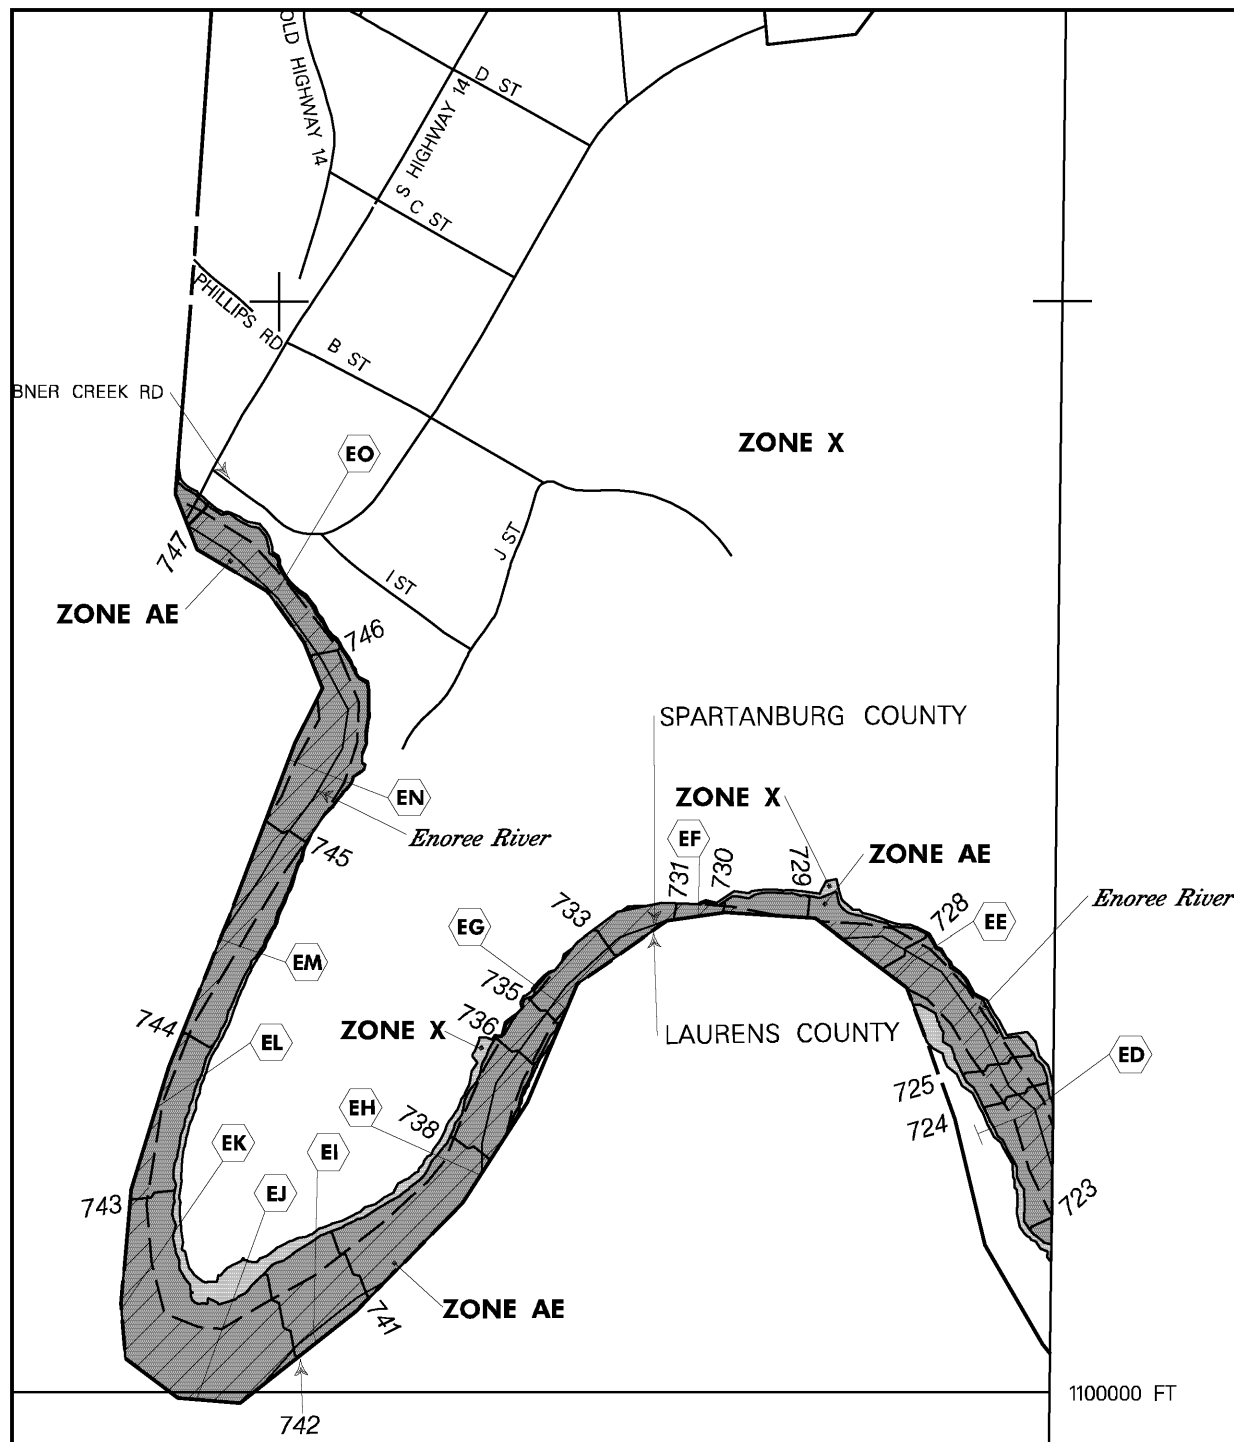 OLD HIGHWAY 14
D ST
S HIGHWAY 14
C ST
PHILLIPS RD
B ST
BNER CREEK RD
EO
ZONE X
747
J ST
I ST
ZONE AE
746
SPARTANBURG COUNTY
ZONE X
EN
Enoree River
745
EF
731
730
729
ZONE AE
Enoree River
733
728
EE
EG
EM
735
736
744
EL
ZONE X
LAURENS COUNTY
ED
725
724
EH
738
EK
EI
EJ
743
723
741
ZONE AE
1100000 FT
742